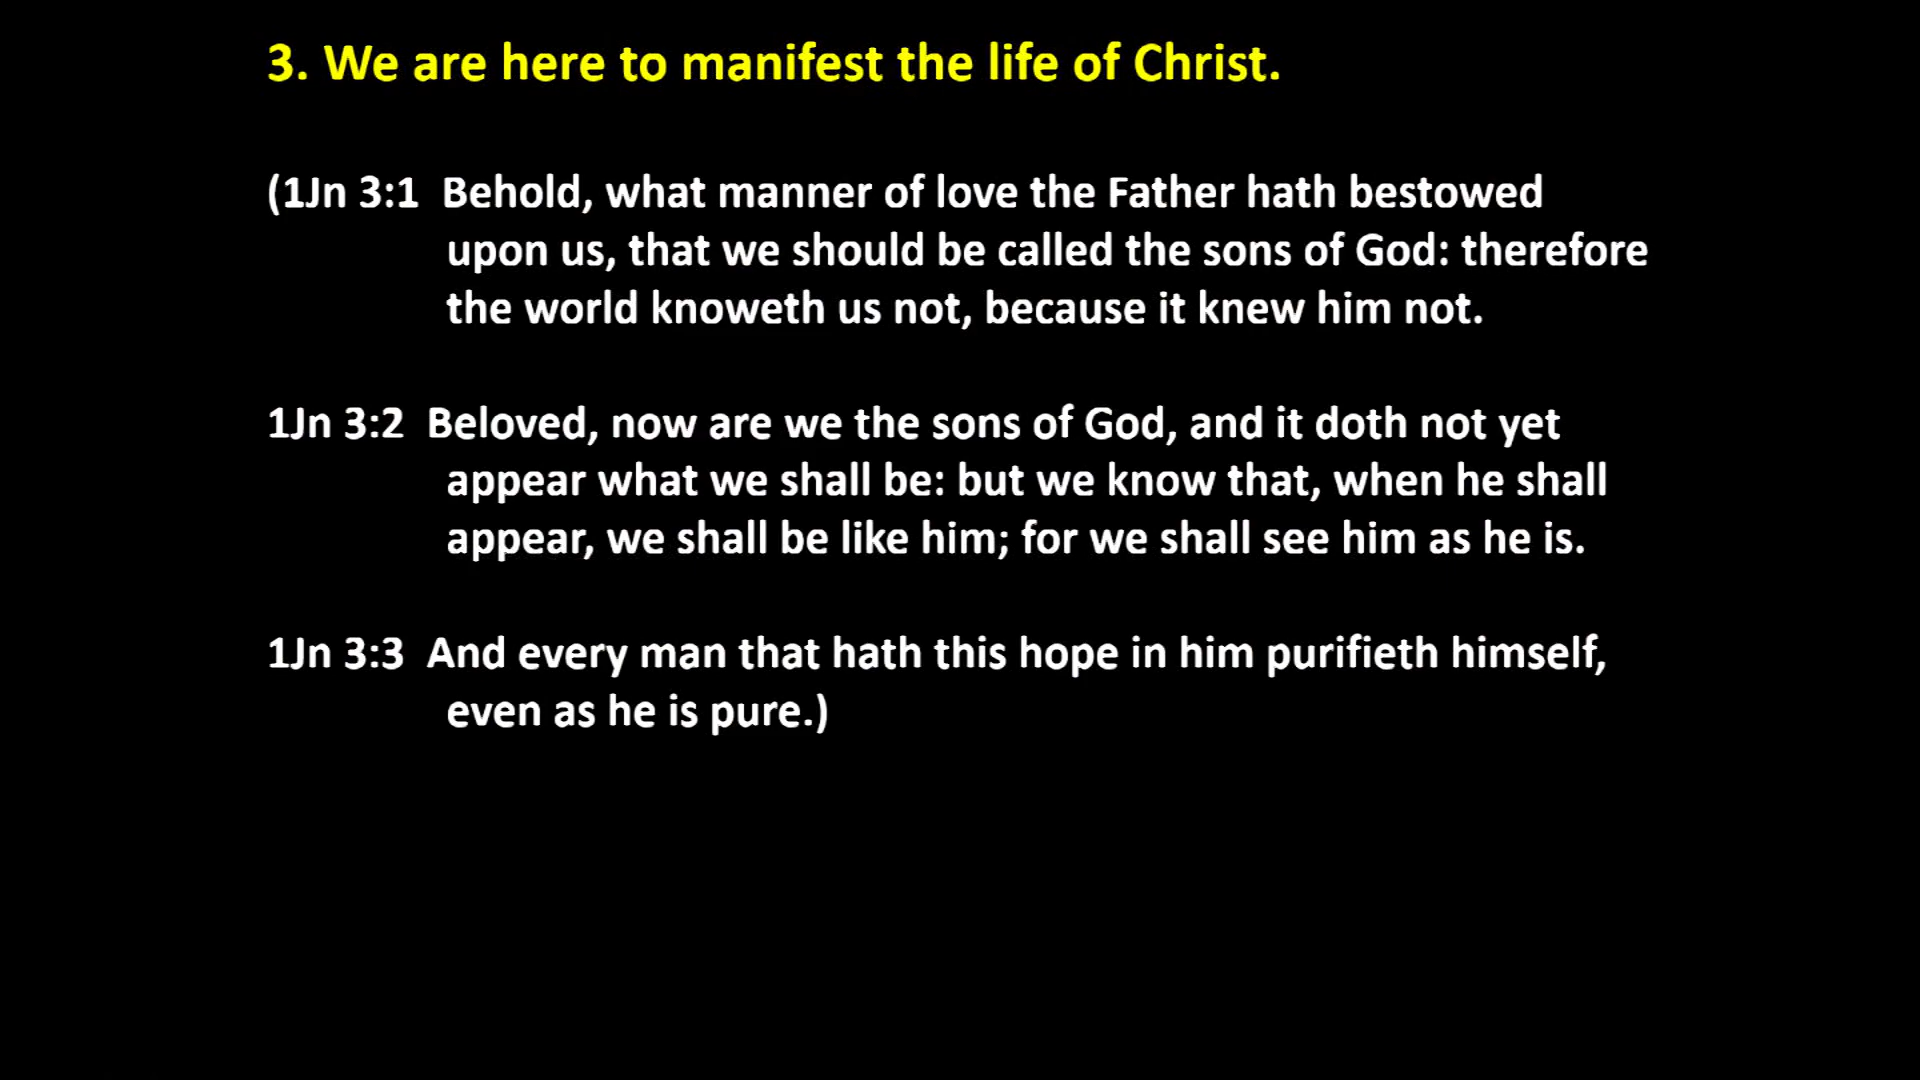 3. We are here to manifest the life of Christ.
(1Jn 3:1 Behold, what manner of love the Father hath bestowed
upon us, that we should be called the sons of God: therefore
the world knoweth us not, because it knew him not.
1Jn 3:2 Beloved, now are we the sons of God, and it doth not yet
appear what we shall be: but we know that, when he shall
appear, we shall be like him; for we shall see him as he is.
1Jn 3:3 And every man that hath this hope in him purifieth himself,
even as he is pure.)